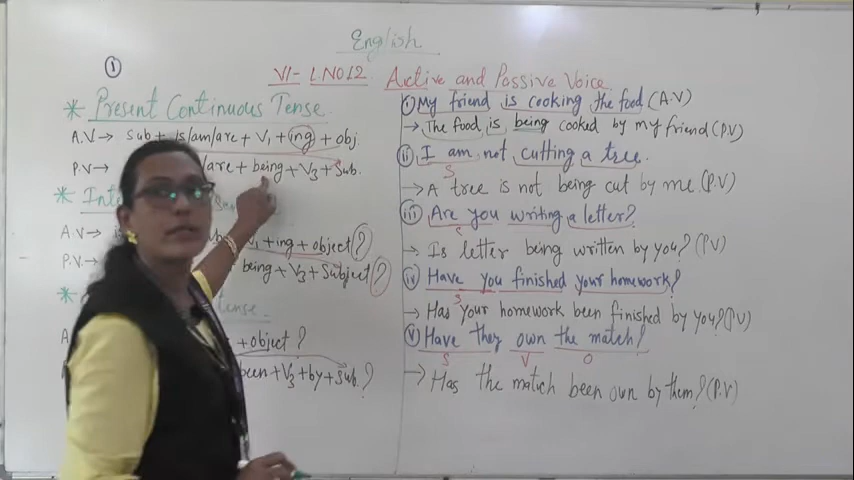 English
①
VI- L.NO12. Active and Passive Voice
* Present Continuous Tense.
A.V→ sub+ is/am/are + V1 + ing + obj.
P.V→ /are + being + V3 + Sub.
*
A.V→ V1 + ing + object?
P.V→ being + V3 + Subject?
* tense.
A + object?
been + V3 + by + sub.?
i) My friend is cooking the food (A.V)
→ The food is being cooked by my friend (P.V)
ii) I am not cutting a tree.
S
→ A tree is not being cut by me (P.V)
iii) Are you writing a letter?
S
→ Is letter being written by you? (P.V)
iv) Have you finished your homework?
S
→ Has your homework been finished by you? (P.V)
v) Have they own the match?
S V O
→ Has the match been own by them? (P.V)